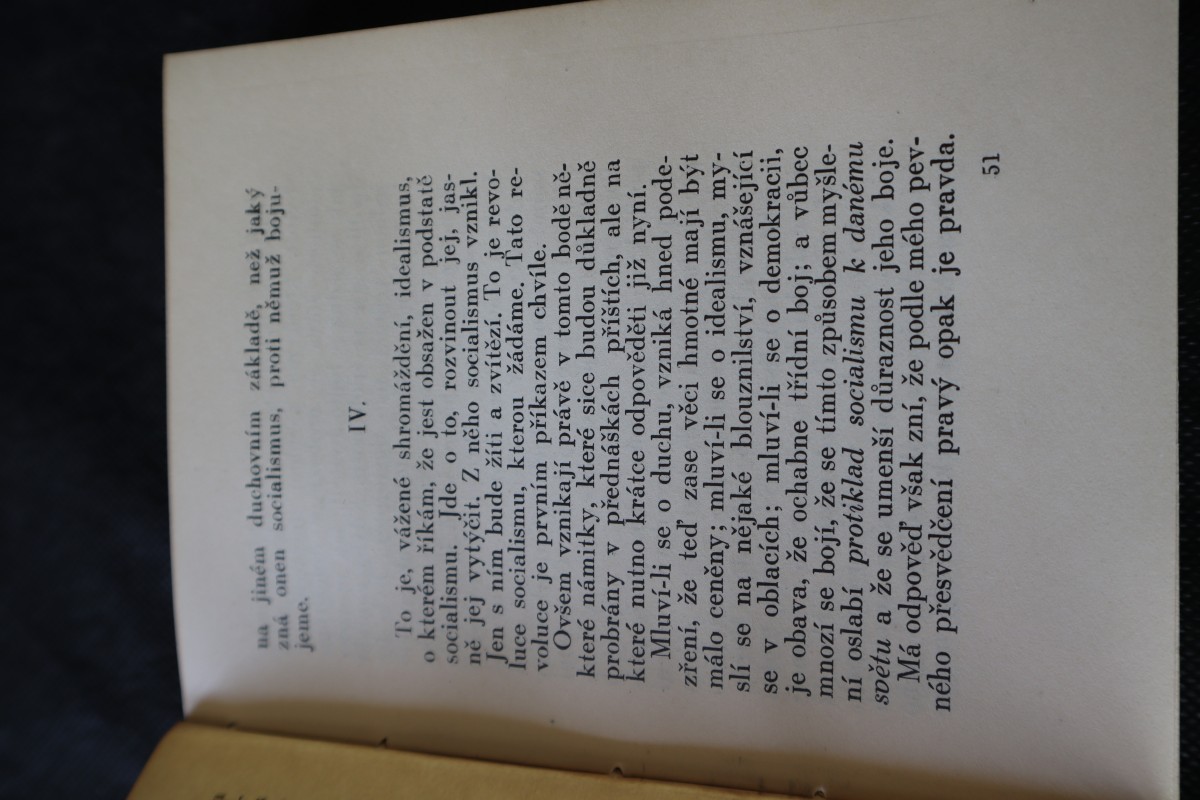 na jiném duchovním základě, než jaký
zná onen socialismus, proti němuž boju-
jeme.
IV.
To je, vážené shromáždění, idealismus,
o kterém říkám, že jest obsažen v podstatě
socialismu. Jde o to, rozvinout jej, jas-
ně jej vytýčit. Z něho socialismus vznikl.
Jen s ním bude žíti a zvítězí. To je revo-
luce socialismu, kterou žádáme. Tato re-
voluce je prvním příkazem chvíle.
Ovšem vznikají právě v tomto bodě ně-
které námitky, které sice budou důkladně
probrány v přednáškách příštích, ale na
které nutno krátce odpověděti již nyní.
Mluví-li se o duchu, vzniká hned pode-
zření, že teď zase věci hmotné mají být
málo ceněny; mluví-li se o idealismu, my-
slí se na nějaké blouznilství, vznášející
se v oblacích; mluví-li se o demokracii,
je obava, že ochabne třídní boj; a vůbec
mnozí se bojí, že se tímto způsobem myšle-
ní oslabí protiklad socialismu k danému
světu a že se umenší důraznost jeho boje.
Má odpověď však zní, že podle mého pev-
ného přesvědčení pravý opak je pravda.
51